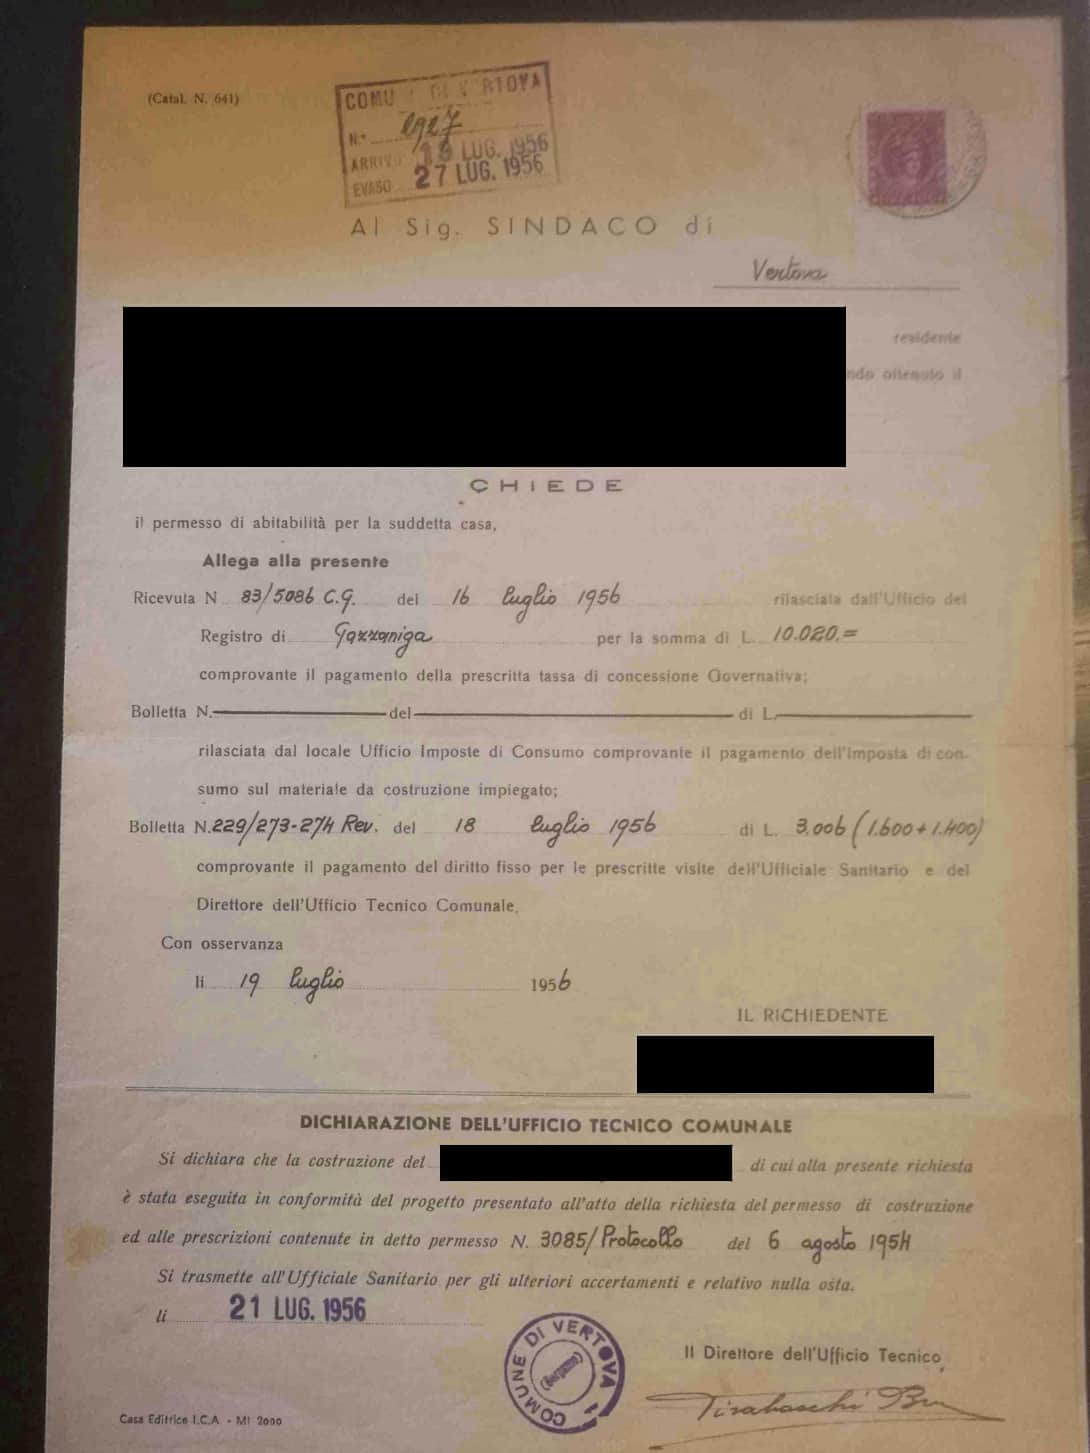 (Catal. N. 641)
COMU DI VERTOVA
N.° 1927
ARRIVO 19 LUG. 1956
EVASO 27 LUG. 1956
Al Sig. SINDACO di
Vertova
residente
ndo ottenuto il
CHIEDE
il permesso di abitabilità per la suddetta casa,
Allega alla presente
Ricevuta N 83/5086 C.G. del 16 luglio 1956 rilasciata dall'Ufficio del
Registro di Gazzaniga per la somma di L. 10.020.=
comprovante il pagamento della prescritta tassa di concessione Governativa;
Bolletta N. del di L.
rilasciata dal locale Ufficio Imposte di Consumo comprovante il pagamento dell'imposta di con-
sumo sul materiale da costruzione impiegato;
Bolletta N. 229/273-274 Rev. del 18 luglio 1956 di L. 3.006 (1.600+1.400)
comprovante il pagamento del diritto fisso per le prescritte visite dell'Ufficiale Sanitario e del
Direttore dell'Ufficio Tecnico Comunale,
Con osservanza
li 19 luglio 1956
IL RICHIEDENTE
DICHIARAZIONE DELL'UFFICIO TECNICO COMUNALE
Si dichiara che la costruzione del di cui alla presente richiesta
è stata eseguita in conformità del progetto presentato all'atto della richiesta del permesso di costruzione
ed alle prescrizioni contenute in detto permesso N. 3085/Protocollo del 6 agosto 1954
Si trasmette all'Ufficiale Sanitario per gli ulteriori accertamenti e relativo nulla osta.
li 21 LUG. 1956
COMUNE DI VERTOVA
(Bergamo)
Il Direttore dell'Ufficio Tecnico
Tirabaschi
Casa Editrice I.C.A - MI 2000